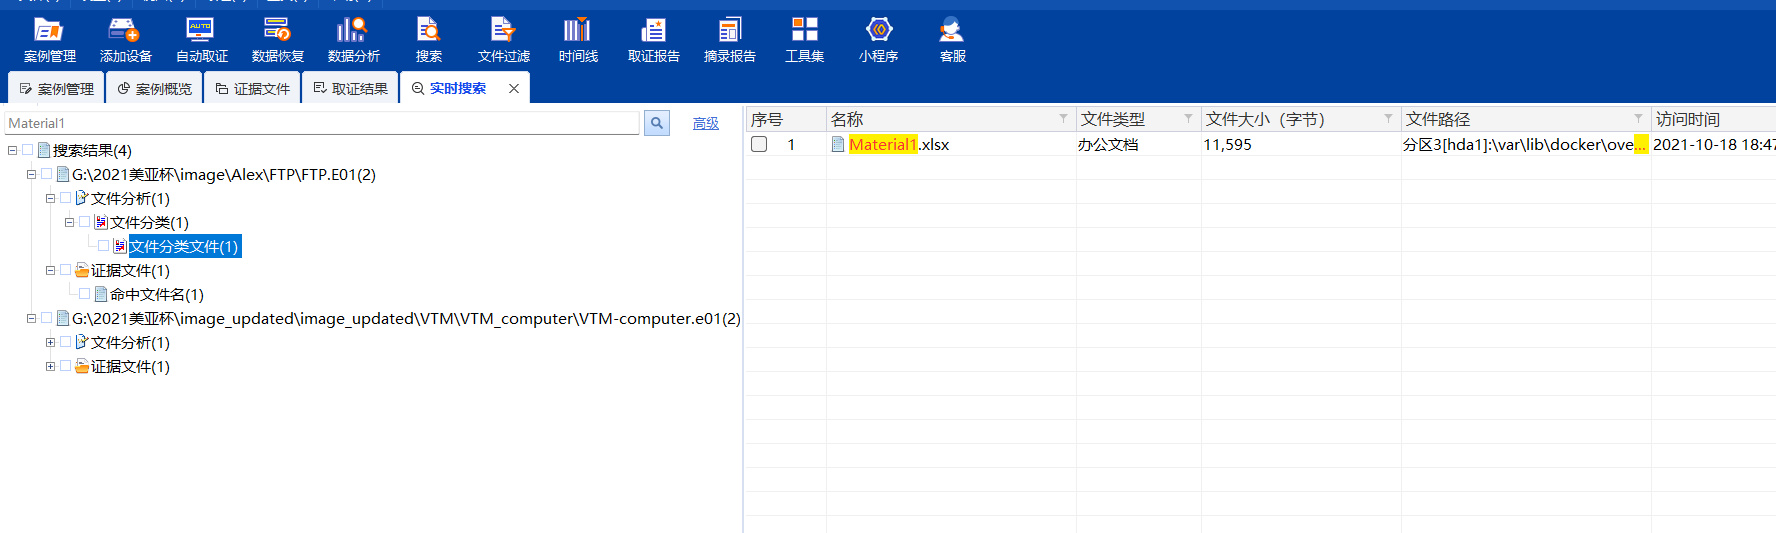 案例管理 添加设备 自动取证 数据恢复 数据分析 搜索 文件过滤 时间线 取证报告 摘录报告 工具集 小程序 客服
案例管理 案例概览 证据文件 取证结果 实时搜索
Material1 高级
搜索结果(4)
G:\2021美亚杯\image\Alex\FTP\FTP.E01(2)
文件分析(1)
文件分类(1)
文件分类文件(1)
证据文件(1)
命中文件名(1)
G:\2021美亚杯\image_updated\image_updated\VTM\VTM_computer\VTM-computer.e01(2)
文件分析(1)
证据文件(1)
序号 名称 文件类型 文件大小（字节） 文件路径 访问时间
1 Material1.xlsx 办公文档 11,595 分区3[hda1]:\var\lib\docker\ove... 2021-10-18 18:47